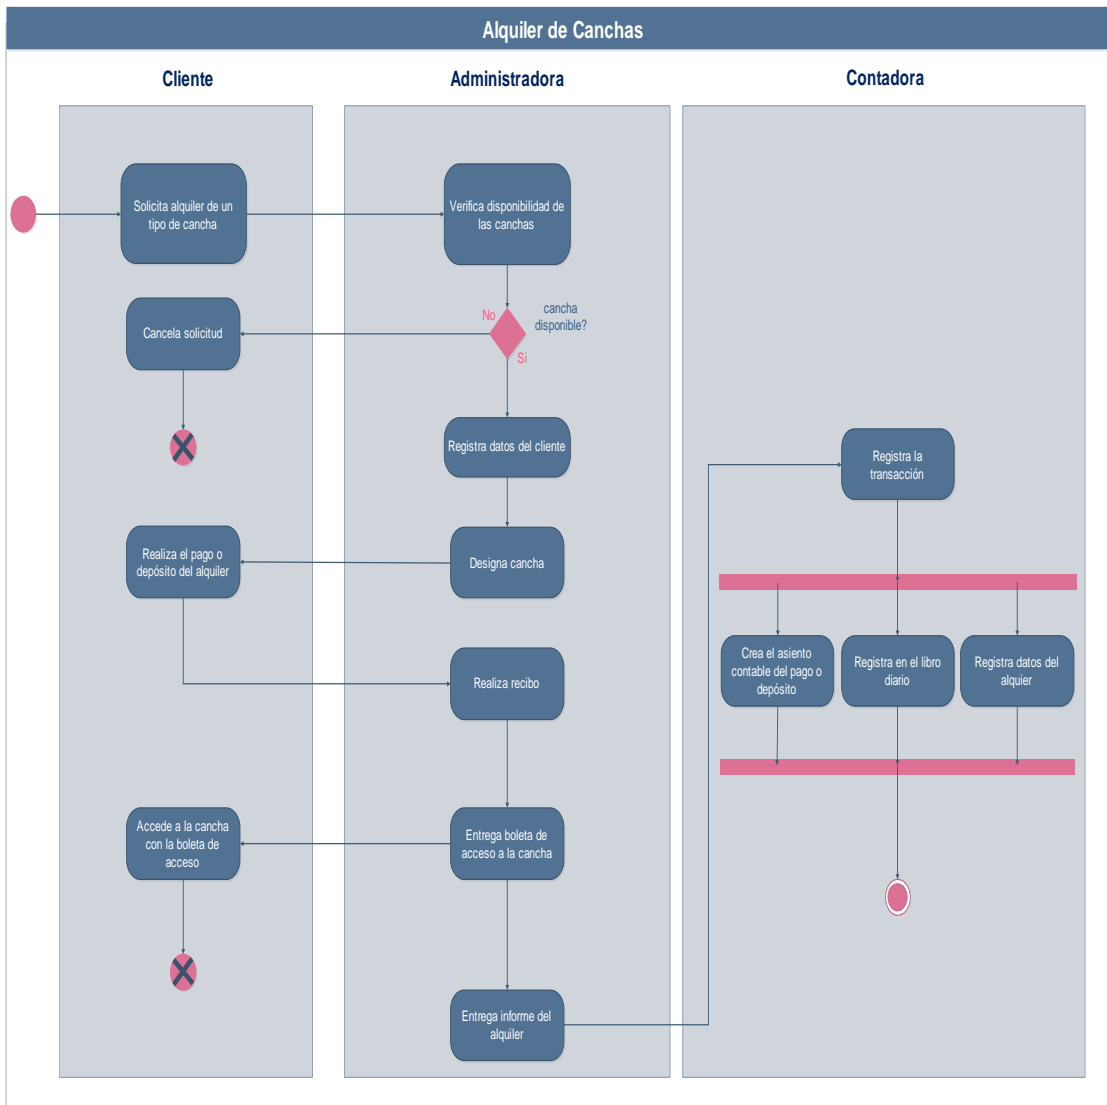 Alquiler de Canchas
Cliente
Administradora
Contadora
Solicita alquiler de un
tipo de cancha
Verifica disponibilidad de
las canchas
cancha
disponible?
No
Si
Cancela solicitud
Registra datos del cliente
Registra la
transacción
Realiza el pago o
depósito del alquiler
Designa cancha
Crea el asiento
contable del pago o
depósito
Registra en el libro
diario
Registra datos del
alquier
Realiza recibo
Accede a la cancha
con la boleta de
acceso
Entrega boleta de
acceso a la cancha
Entrega informe del
alquiler